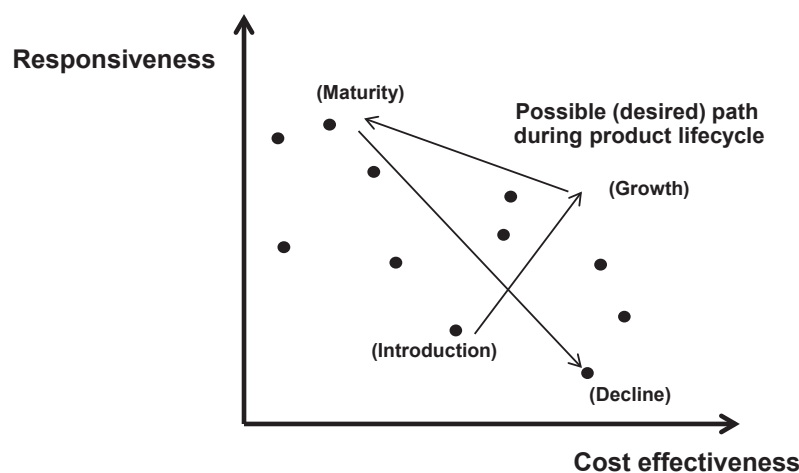 Responsiveness
(Maturity)
Possible (desired) path
during product lifecycle
(Growth)
(Introduction)
(Decline)
Cost effectiveness